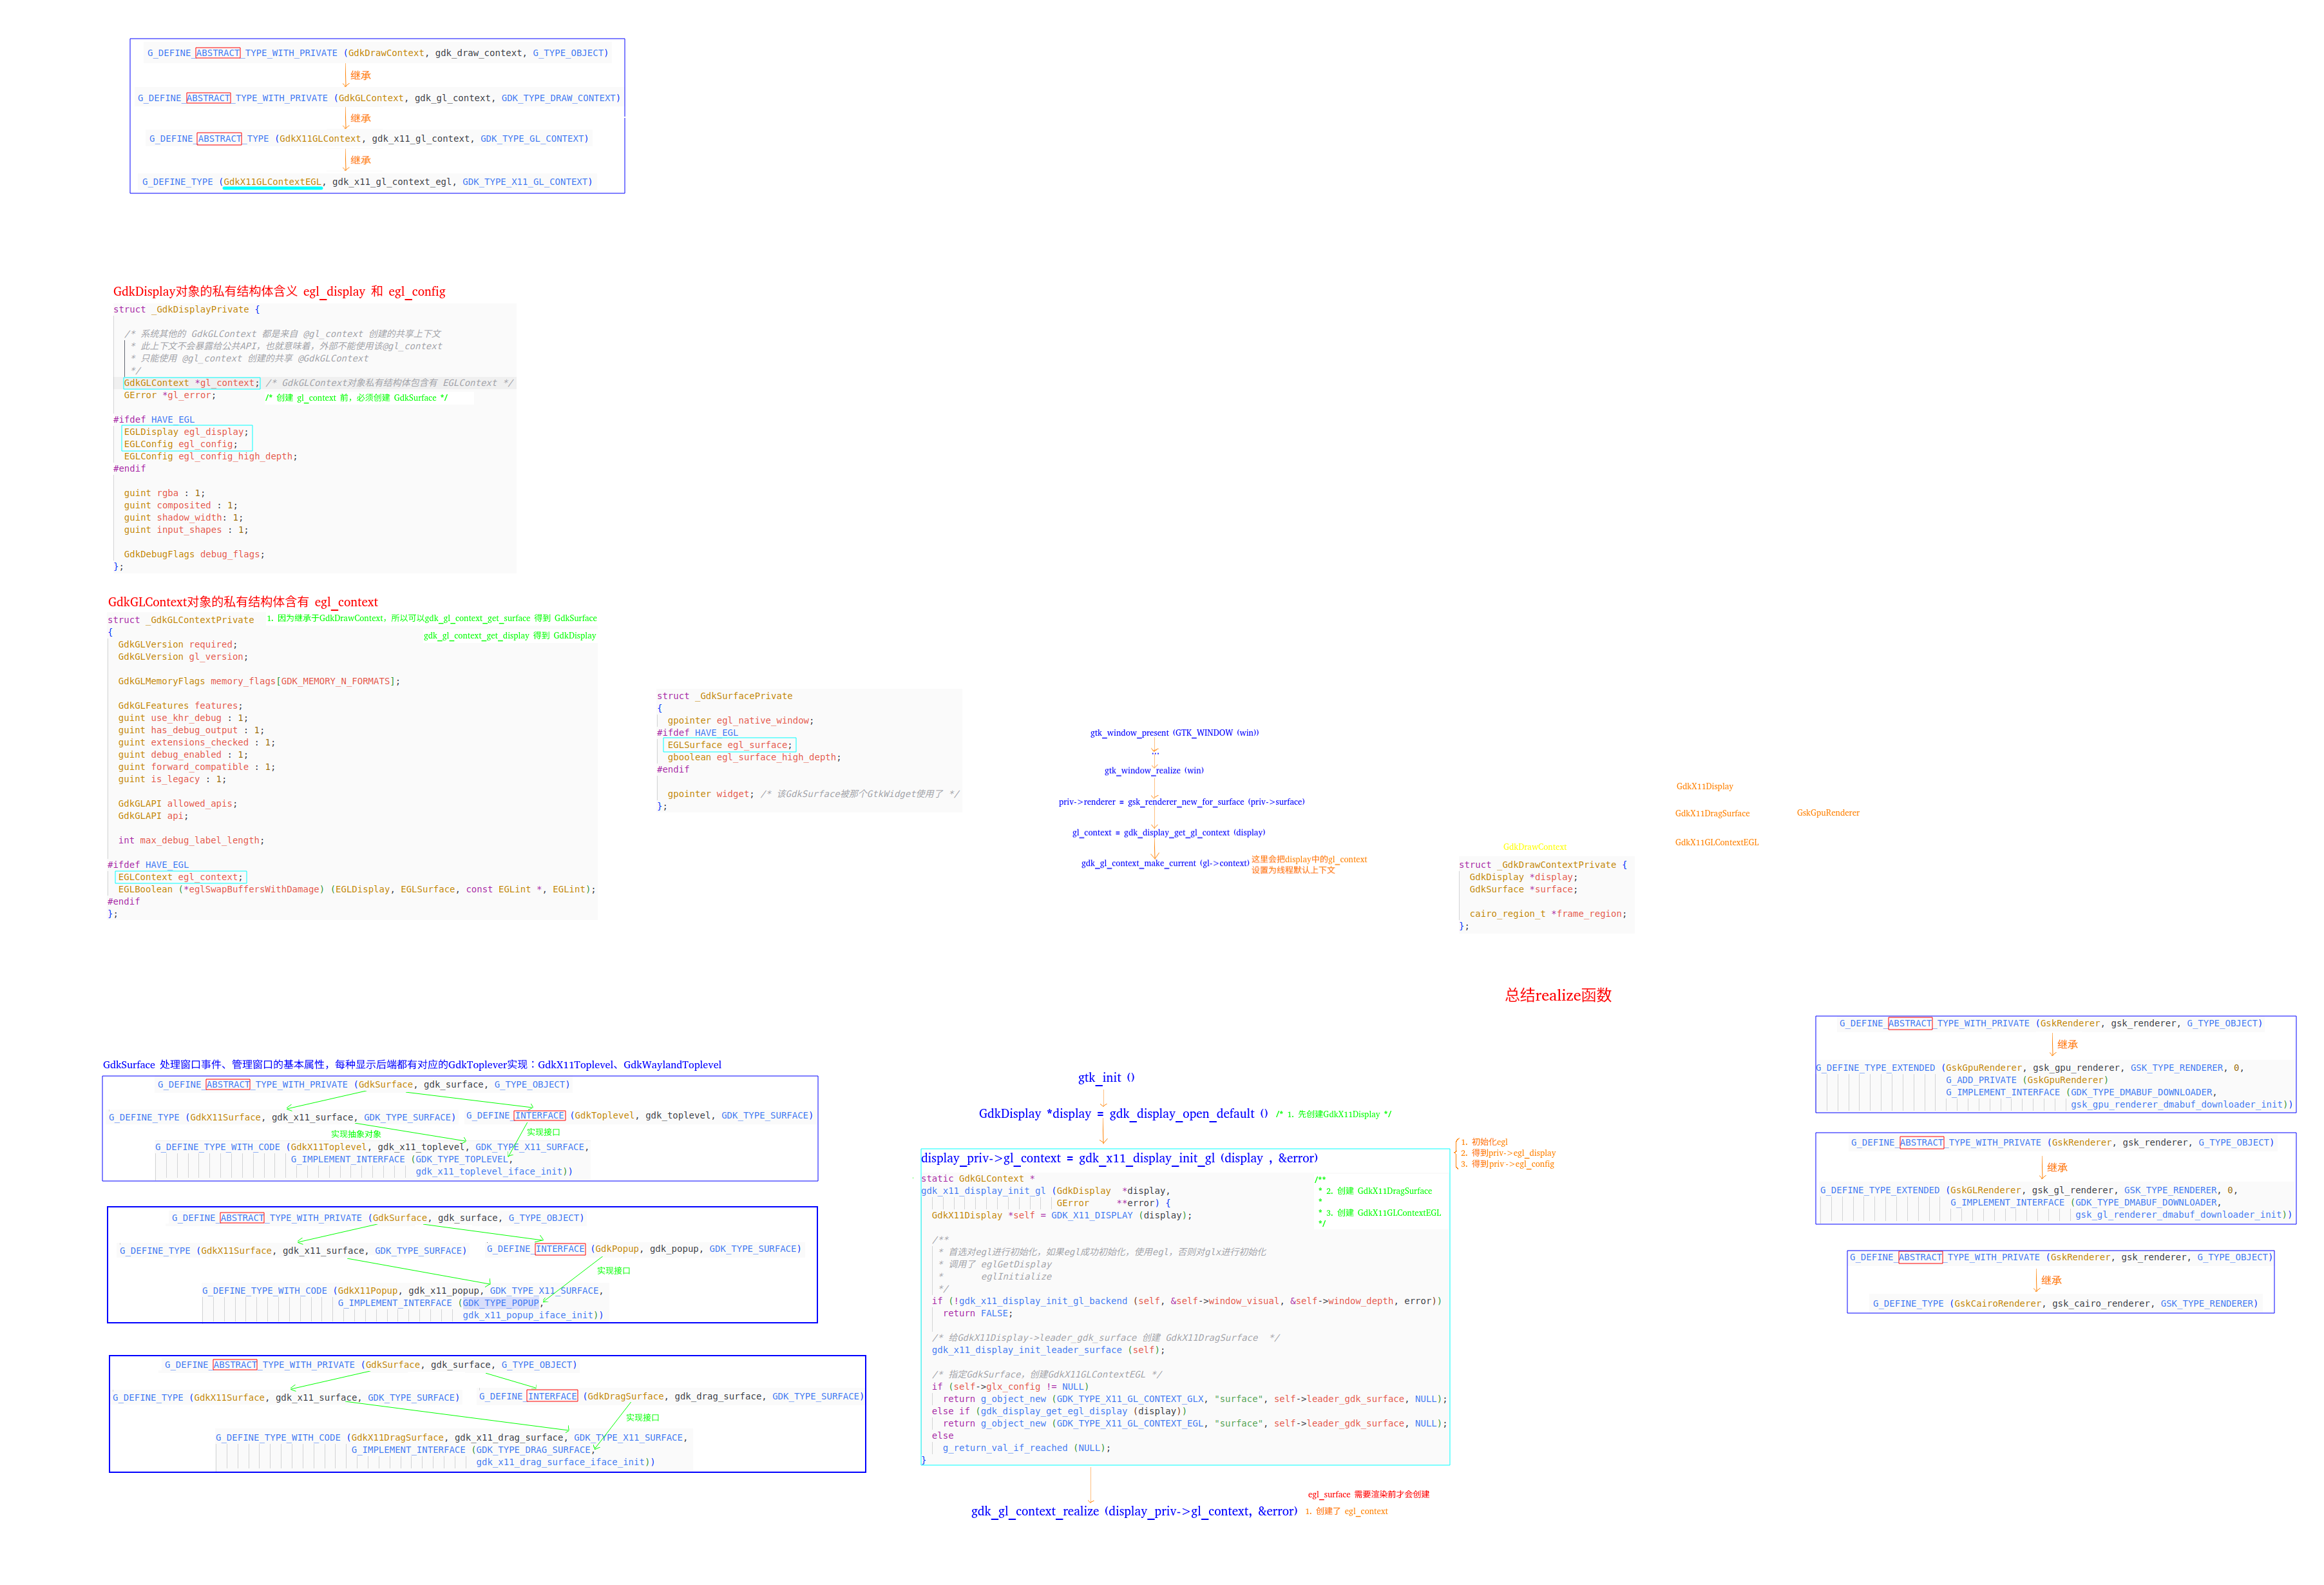 G_DEFINE_ABSTRACT_TYPE_WITH_PRIVATE (GdkDrawContext, gdk_draw_context, G_TYPE_OBJECT)
继承
G_DEFINE_ABSTRACT_TYPE_WITH_PRIVATE (GdkGLContext, gdk_gl_context, GDK_TYPE_DRAW_CONTEXT)
继承
G_DEFINE_ABSTRACT_TYPE (GdkX11GLContext, gdk_x11_gl_context, GDK_TYPE_GL_CONTEXT)
继承
G_DEFINE_TYPE (GdkX11GLContextEGL, gdk_x11_gl_context_egl, GDK_TYPE_X11_GL_CONTEXT)
GdkDisplay对象的私有结构体含义 egl_display 和 egl_config
struct _GdkDisplayPrivate {
/* 系统其他的 GdkGLContext 都是来自 @gl_context 创建的共享上下文
* 此上下文不会暴露给公共API，也就意味着，外部不能使用该@gl_context
* 只能使用 @gl_context 创建的共享 @GdkGLContext
*/
GdkGLContext *gl_context; /* GdkGLContext对象私有结构体包含有 EGLContext */
GError *gl_error; /* 创建 gl_context 前，必须创建 GdkSurface */
#ifdef HAVE_EGL
EGLDisplay egl_display;
EGLConfig egl_config;
EGLConfig egl_config_high_depth;
#endif
guint rgba : 1;
guint composited : 1;
guint shadow_width: 1;
guint input_shapes : 1;
GdkDebugFlags debug_flags;
};
GdkGLContext对象的私有结构体含有 egl_context
struct _GdkGLContextPrivate 1, 因为继承于GdkDrawContext，所以可以gdk_gl_context_get_surface 得到 GdkSurface
{ gdk_gl_context_get_display 得到 GdkDisplay
GdkGLVersion required;
GdkGLVersion gl_version;
GdkGLMemoryFlags memory_flags[GDK_MEMORY_N_FORMATS];
GdkGLFeatures features;
guint use_khr_debug : 1;
guint has_debug_output : 1;
guint extensions_checked : 1;
guint debug_enabled : 1;
guint forward_compatible : 1;
guint is_legacy : 1;
GdkGLAPI allowed_apis;
GdkGLAPI api;
int max_debug_label_length;
#ifdef HAVE_EGL
EGLContext egl_context;
EGLBoolean (*eglSwapBuffersWithDamage) (EGLDisplay, EGLSurface, const EGLint *, EGLint);
#endif
};
struct _GdkSurfacePrivate
{
gpointer egl_native_window;
#ifdef HAVE_EGL
EGLSurface egl_surface;
gboolean egl_surface_high_depth;
#endif
gpointer widget; /* 该GdkSurface被那个GtkWidget使用了 */
};
gtk_window_present (GTK_WINDOW (win))
...
gtk_window_realize (win)
priv->renderer = gsk_renderer_new_for_surface (priv->surface)
gl_context = gdk_display_get_gl_context (display)
gdk_gl_context_make_current (gl->context) 这里会把display中的gl_context
设置为线程默认上下文
GdkX11Display
GdkX11DragSurface
GskGpuRenderer
GdkX11GLContextEGL
GdkDrawContext
struct _GdkDrawContextPrivate {
GdkDisplay *display;
GdkSurface *surface;
cairo_region_t *frame_region;
};
总结realize函数
GdkSurface 处理窗口事件、管理窗口的基本属性，每种显示后端都有对应的GdkToplever实现：GdkX11Toplevel、GdkWaylandToplevel
G_DEFINE_ABSTRACT_TYPE_WITH_PRIVATE (GdkSurface, gdk_surface, G_TYPE_OBJECT)
G_DEFINE_TYPE (GdkX11Surface, gdk_x11_surface, GDK_TYPE_SURFACE)
G_DEFINE_INTERFACE (GdkToplevel, gdk_toplevel, GDK_TYPE_SURFACE)
实现抽象对象
实现接口
G_DEFINE_TYPE_WITH_CODE (GdkX11Toplevel, gdk_x11_toplevel, GDK_TYPE_X11_SURFACE,
G_IMPLEMENT_INTERFACE (GDK_TYPE_TOPLEVEL,
gdk_x11_toplevel_iface_init))
G_DEFINE_ABSTRACT_TYPE_WITH_PRIVATE (GdkSurface, gdk_surface, G_TYPE_OBJECT)
G_DEFINE_TYPE (GdkX11Surface, gdk_x11_surface, GDK_TYPE_SURFACE)
G_DEFINE_INTERFACE (GdkPopup, gdk_popup, GDK_TYPE_SURFACE)
实现接口
G_DEFINE_TYPE_WITH_CODE (GdkX11Popup, gdk_x11_popup, GDK_TYPE_X11_SURFACE,
G_IMPLEMENT_INTERFACE (GDK_TYPE_POPUP,
gdk_x11_popup_iface_init))
G_DEFINE_ABSTRACT_TYPE_WITH_PRIVATE (GdkSurface, gdk_surface, G_TYPE_OBJECT)
G_DEFINE_TYPE (GdkX11Surface, gdk_x11_surface, GDK_TYPE_SURFACE)
G_DEFINE_INTERFACE (GdkDragSurface, gdk_drag_surface, GDK_TYPE_SURFACE)
实现接口
G_DEFINE_TYPE_WITH_CODE (GdkX11DragSurface, gdk_x11_drag_surface, GDK_TYPE_X11_SURFACE,
G_IMPLEMENT_INTERFACE (GDK_TYPE_DRAG_SURFACE,
gdk_x11_drag_surface_iface_init))
gtk_init ()
GdkDisplay *display = gdk_display_open_default () /* 1. 先创建GdkX11Display */
display_priv->gl_context = gdk_x11_display_init_gl (display , &error)
1. 初始化egl
2. 得到priv->egl_display
3. 得到priv->egl_config
static GdkGLContext *
gdk_x11_display_init_gl (GdkDisplay *display,
GError **error) {
GdkX11Display *self = GDK_X11_DISPLAY (display);
/**
* 2. 创建 GdkX11DragSurface
*
* 3. 创建 GdkX11GLContextEGL
*/
/**
* 首选对egl进行初始化，如果egl成功初始化，使用egl，否则对glx进行初始化
* 调用了 eglGetDisplay
* eglInitialize
*/
if (!gdk_x11_display_init_gl_backend (self, &self->window_visual, &self->window_depth, error))
return FALSE;
/* 给GdkX11Display->leader_gdk_surface 创建 GdkX11DragSurface */
gdk_x11_display_init_leader_surface (self);
/* 指定GdkSurface，创建GdkX11GLContextEGL */
if (self->glx_config != NULL)
return g_object_new (GDK_TYPE_X11_GL_CONTEXT_GLX, "surface", self->leader_gdk_surface, NULL);
else if (gdk_display_get_egl_display (display))
return g_object_new (GDK_TYPE_X11_GL_CONTEXT_EGL, "surface", self->leader_gdk_surface, NULL);
else
g_return_val_if_reached (NULL);
}
egl_surface 需要渲染前才会创建
gdk_gl_context_realize (display_priv->gl_context, &error) 1. 创建了 egl_context
G_DEFINE_ABSTRACT_TYPE_WITH_PRIVATE (GskRenderer, gsk_renderer, G_TYPE_OBJECT)
继承
G_DEFINE_TYPE_EXTENDED (GskGpuRenderer, gsk_gpu_renderer, GSK_TYPE_RENDERER, 0,
G_ADD_PRIVATE (GskGpuRenderer)
G_IMPLEMENT_INTERFACE (GDK_TYPE_DMABUF_DOWNLOADER,
gsk_gpu_renderer_dmabuf_downloader_init))
G_DEFINE_ABSTRACT_TYPE_WITH_PRIVATE (GskRenderer, gsk_renderer, G_TYPE_OBJECT)
继承
G_DEFINE_TYPE_EXTENDED (GskGLRenderer, gsk_gl_renderer, GSK_TYPE_RENDERER, 0,
G_IMPLEMENT_INTERFACE (GDK_TYPE_DMABUF_DOWNLOADER,
gsk_gl_renderer_dmabuf_downloader_init))
G_DEFINE_ABSTRACT_TYPE_WITH_PRIVATE (GskRenderer, gsk_renderer, G_TYPE_OBJECT)
继承
G_DEFINE_TYPE (GskCairoRenderer, gsk_cairo_renderer, GSK_TYPE_RENDERER)